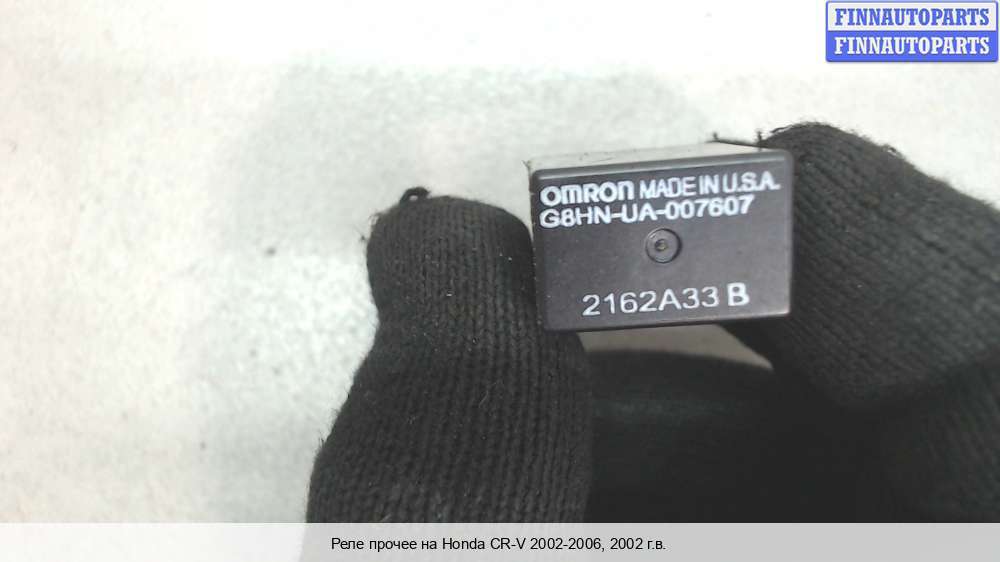 FINNAUTOPARTS
FINNAUTOPARTS
OMRON MADE IN U.S.A.
G8HN-UA-007607
2162A33 B
Реле прочее на Honda CR-V 2002-2006, 2002 г.в.